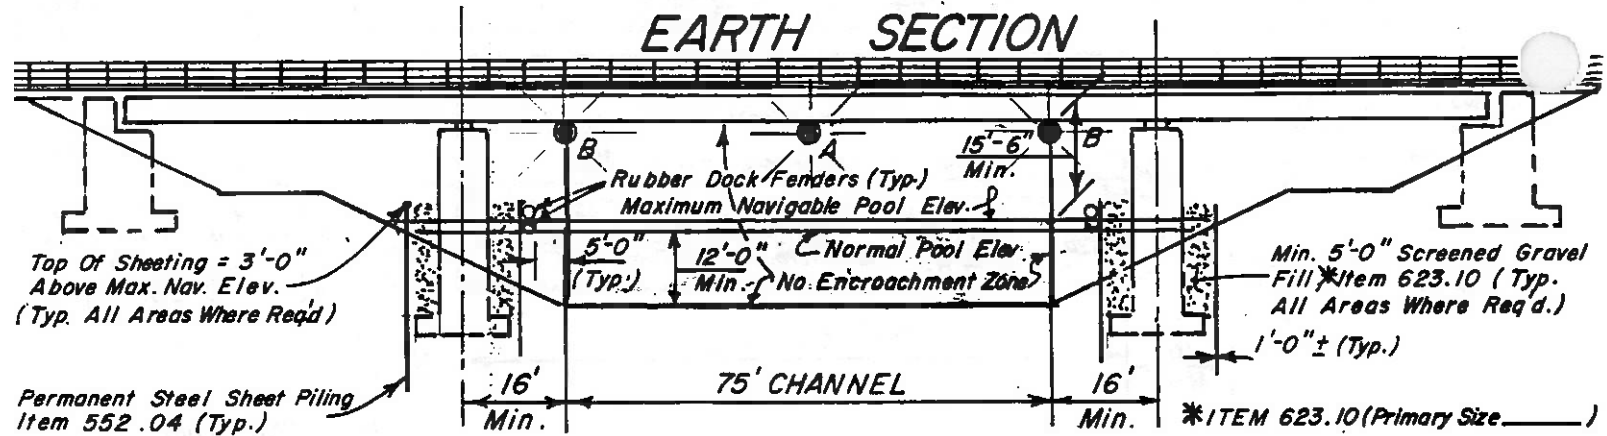 EARTH SECTION
B
A
B
15'-6"
Min.
Rubber Dock Fenders (Typ.)
Maximum Navigable Pool Elev.
Normal Pool Elev.
No Encroachment Zone
5'-0"
(Typ.)
12'-0"
Min.
Top Of Sheeting = 3'-0"
Above Max. Nav. Elev.
(Typ. All Areas Where Req'd)
Min. 5'-0" Screened Gravel
Fill *Item 623.10 (Typ.
All Areas Where Req'd.)
1'-0"± (Typ.)
Permanent Steel Sheet Piling
Item 552.04 (Typ.)
16'
Min.
75' CHANNEL
16'
Min.
*ITEM 623.10 (Primary Size______)